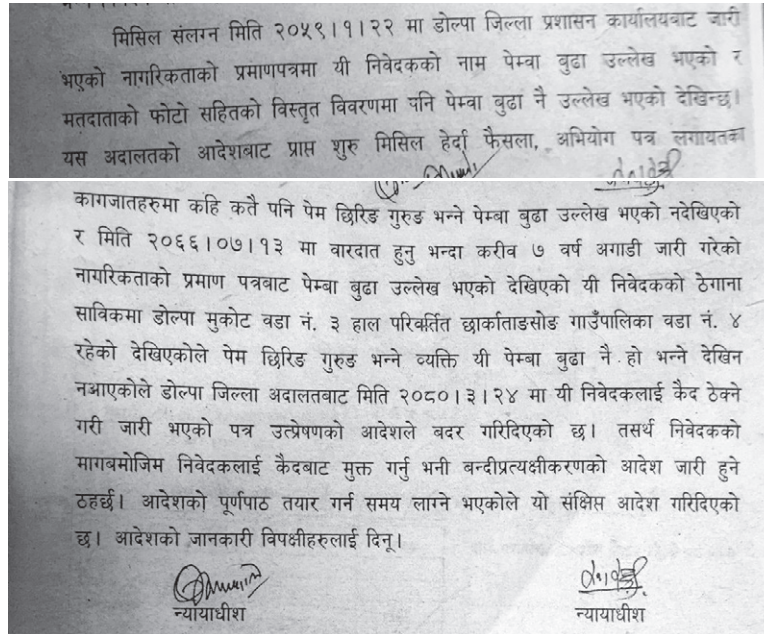 मिसिल संलग्न मिति २०५९।१।२२ मा डोल्पा जिल्ला प्रशासन कार्यालयबाट जारी
भएको नागरिकताको प्रमाणपत्रमा यी निवेदकको नाम पेम्वा बुढा उल्लेख भएको र
मतदाताको फोटो सहितको विस्तृत विवरणमा पनि पेम्वा बुढा नै उल्लेख भएको देखिन्छ।
यस अदालतको आदेशबाट प्राप्त शुरु मिसिल हेर्दा फैसला, अभियोग पत्र लगायतका
कागजातहरुमा कहि कतै पनि पेम छिरिङ गुरुङ भन्ने पेम्बा बुढा उल्लेख भएको नदेखिएको
र मिति २०६६।०७।१३ मा वारदात हुनु भन्दा करीव ७ वर्ष अगाडी जारी गरेको
नागरिकताको प्रमाण पत्रबाट पेम्बा बुढा उल्लेख भएको देखिएको यी निवेदकको ठेगाना
साविकमा डोल्पा मुकोट वडा नं. ३ हाल परिवर्तित छार्काताङसोङ गाउँपालिका वडा नं. ४
रहेको देखिएकोले पेम छिरिङ गुरुङ भन्ने व्यक्ति यी पेम्बा बुढा नै हो भन्ने देखिन
नआएकोले डोल्पा जिल्ला अदालतबाट मिति २०८०।३।२४ मा यी निवेदकलाई कैद ठेक्ने
गरी जारी भएको पत्र उत्प्रेषणको आदेशले बदर गरिदिएको छ। तसर्थ निवेदकको
मागबमोजिम निवेदकलाई कैदबाट मुक्त गर्नु भनी बन्दीप्रत्यक्षीकरणको आदेश जारी हुने
ठहर्छ। आदेशको पूर्णपाठ तयार गर्न समय लाग्ने भएकोले यो संक्षिप्त आदेश गरिदिएको
छ। आदेशको जानकारी विपक्षीहरुलाई दिनू।
न्यायाधीश न्यायाधीश